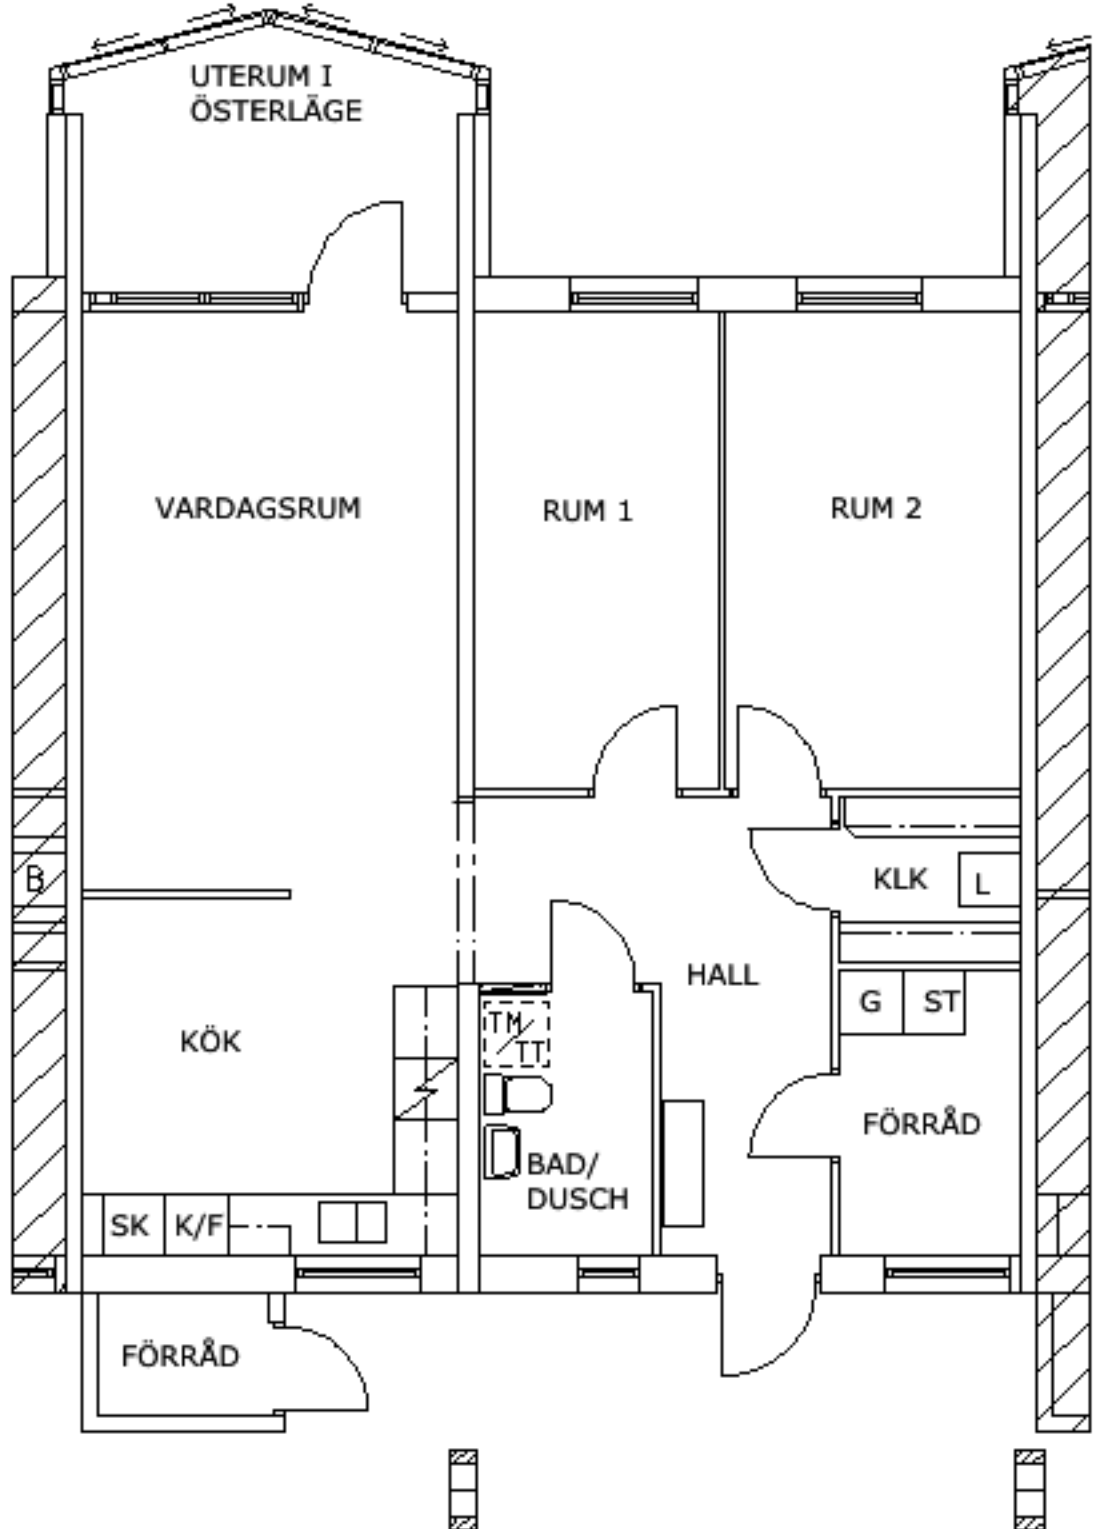 UTERUM I
ÖSTERLÄGE
VARDAGSRUM
RUM 1
RUM 2
B
KLK
L
HALL
G
ST
KÖK
TM/
TT
FÖRRÅD
BAD/
DUSCH
SK
K/F
FÖRRÅD